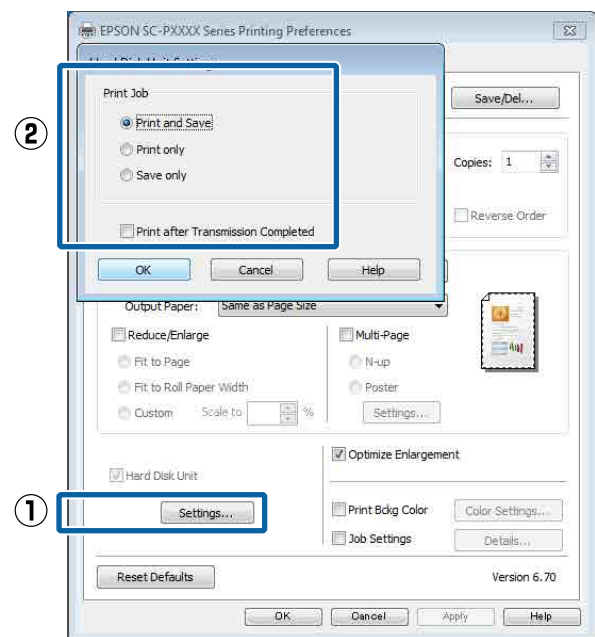 EPSON SC-PXXXX Series Printing Preferences
Print Job
Save/Del...
②
Print and Save
Print only
Copies: 1
Save only
Reverse Order
Print after Transmission Completed
OK Cancel Help
Output Paper: Same as Page Size
Reduce/Enlarge Multi-Page
Fit to Page N-up
Fit to Roll Paper Width Poster
Custom Scale to % Settings...
Optimize Enlargement
Hard Disk Unit
①
Settings... Print Bckg Color Color Settings...
Job Settings Details...
Reset Defaults Version 6.70
OK Cancel Apply Help